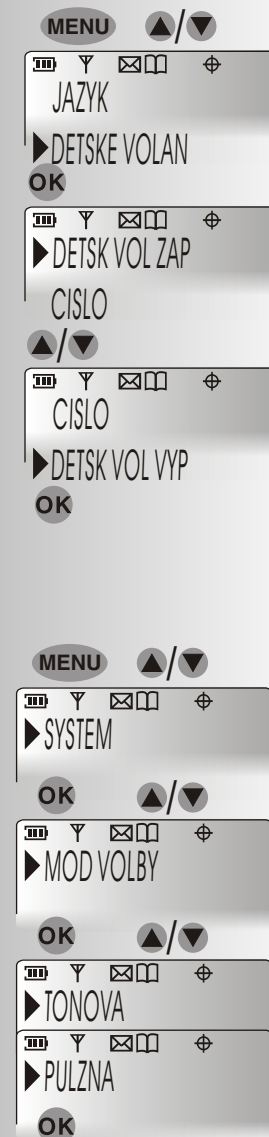 MENU ▲/▼
JAZYK
▶DETSKE VOLAN
OK
▶DETSK VOL ZAP
CISLO
▲/▼
CISLO
▶DETSK VOL VYP
OK
MENU ▲/▼
▶SYSTEM
OK ▲/▼
▶MOD VOLBY
OK ▲/▼
▶TONOVA
▶PULZNA
OK